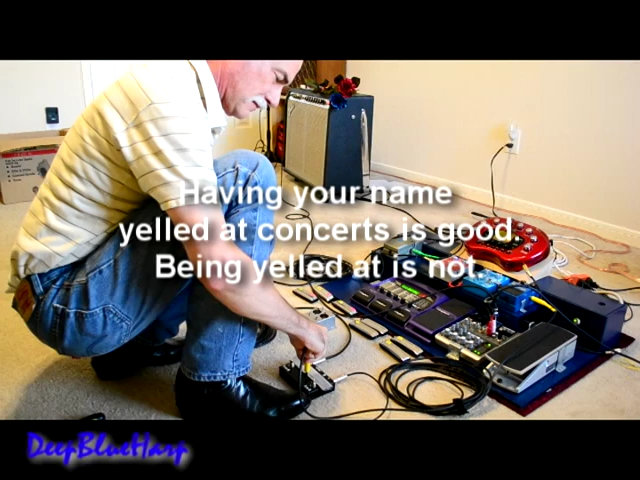 Having your name
yelled at concerts is good.
Being yelled at is not.
DeepBlueHarp